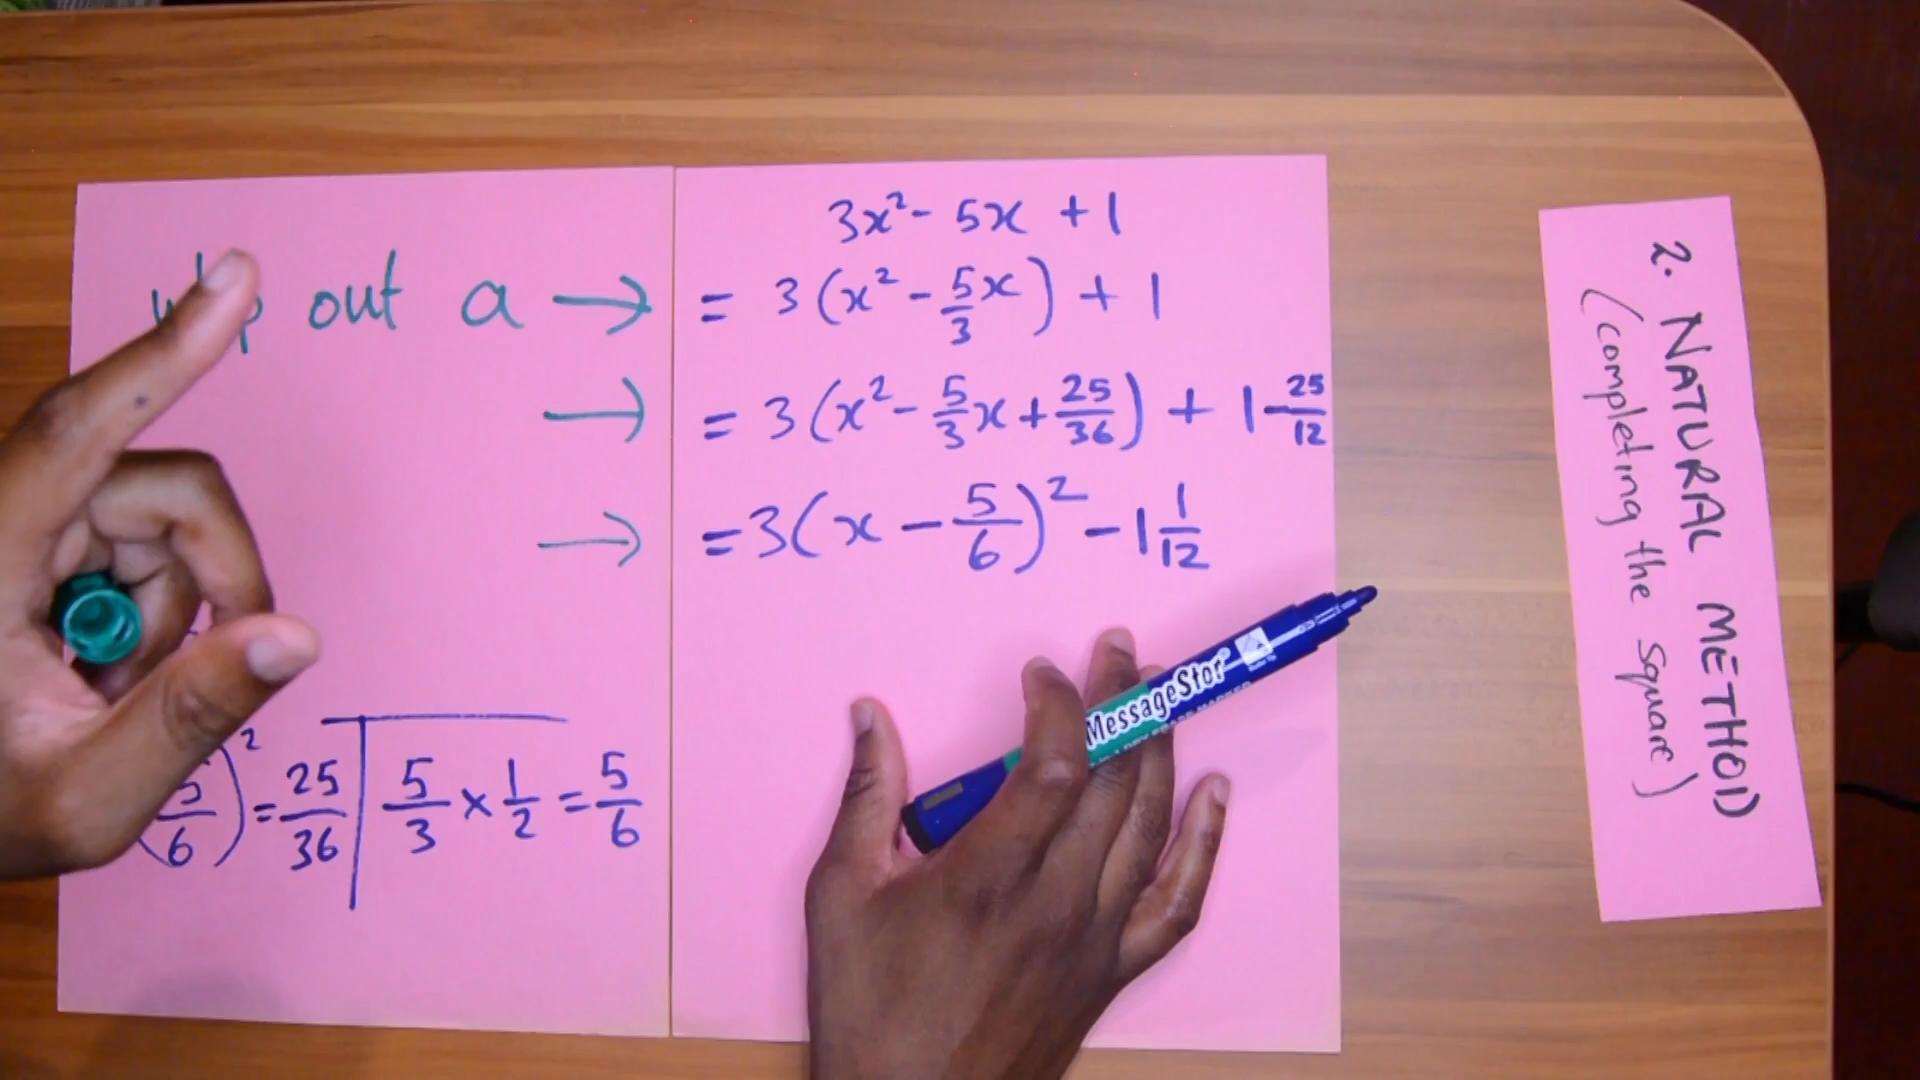 out a →
3x² - 5x + 1
= 3(x² - 5/3x) + 1
→ = 3(x² - 5/3x + 25/36) + 1 - 25/12
→ = 3(x - 5/6)² - 1 1/12
6)² = 25/36
5/3 × 1/2 = 5/6
MessageStor®
2. NATURAL METHOD
(completing the square)